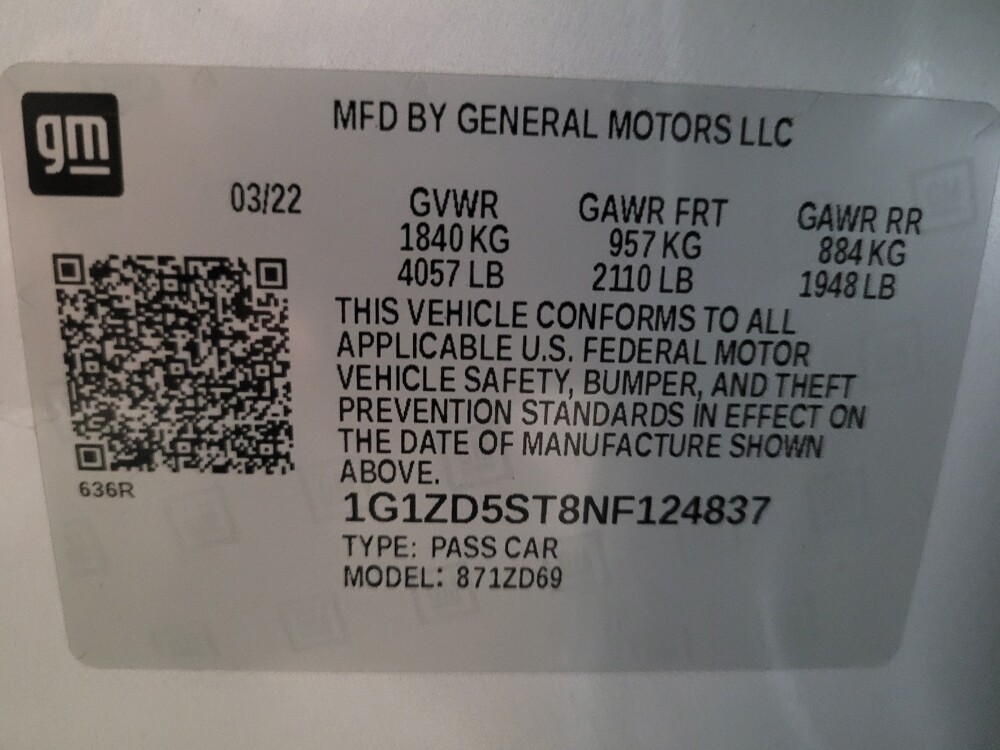 gm
MFD BY GENERAL MOTORS LLC
03/22 GVWR GAWR FRT GAWR RR
1840 KG 957 KG 884 KG
4057 LB 2110 LB 1948 LB
THIS VEHICLE CONFORMS TO ALL
APPLICABLE U.S. FEDERAL MOTOR
VEHICLE SAFETY, BUMPER, AND THEFT
PREVENTION STANDARDS IN EFFECT ON
THE DATE OF MANUFACTURE SHOWN
ABOVE.
636R
1G1ZD5ST8NF124837
TYPE: PASS CAR
MODEL: 871ZD69